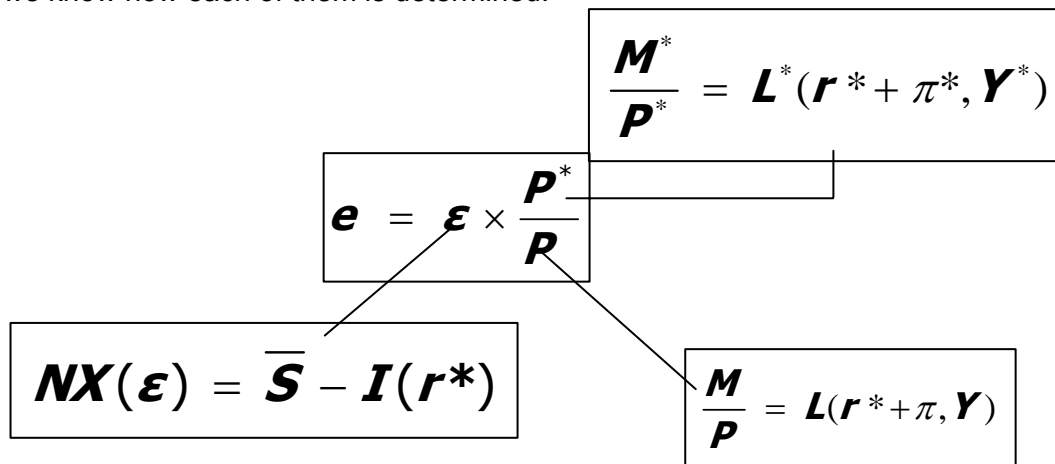 we know how each of them is determined:
M* / P* = L*(r* + π*, Y*)
e = ε × P* / P
NX(ε) = S̅ − I(r*)
M / P = L(r* + π, Y)